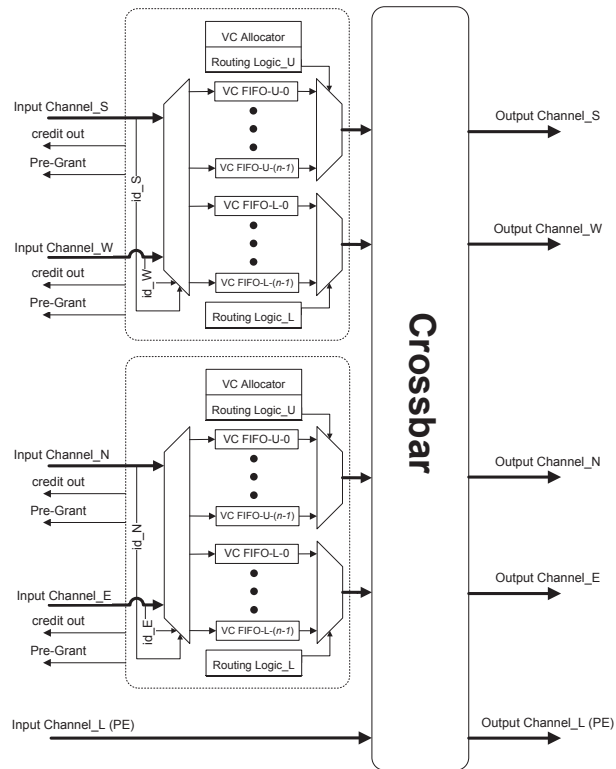 VC Allocator
Routing Logic_U
Input Channel_S
VC FIFO-U-0
credit out
Pre-Grant
id_S
VC FIFO-U-(n-1)
VC FIFO-L-0
Input Channel_W
credit out
id_W
VC FIFO-L-(n-1)
Pre-Grant
Routing Logic_L
VC Allocator
Routing Logic_U
Input Channel_N
VC FIFO-U-0
credit out
Pre-Grant
id_N
VC FIFO-U-(n-1)
VC FIFO-L-0
Input Channel_E
credit out
id_E
VC FIFO-L-(n-1)
Pre-Grant
Routing Logic_L
Input Channel_L (PE)
Crossbar
Output Channel_S
Output Channel_W
Output Channel_N
Output Channel_E
Output Channel_L (PE)